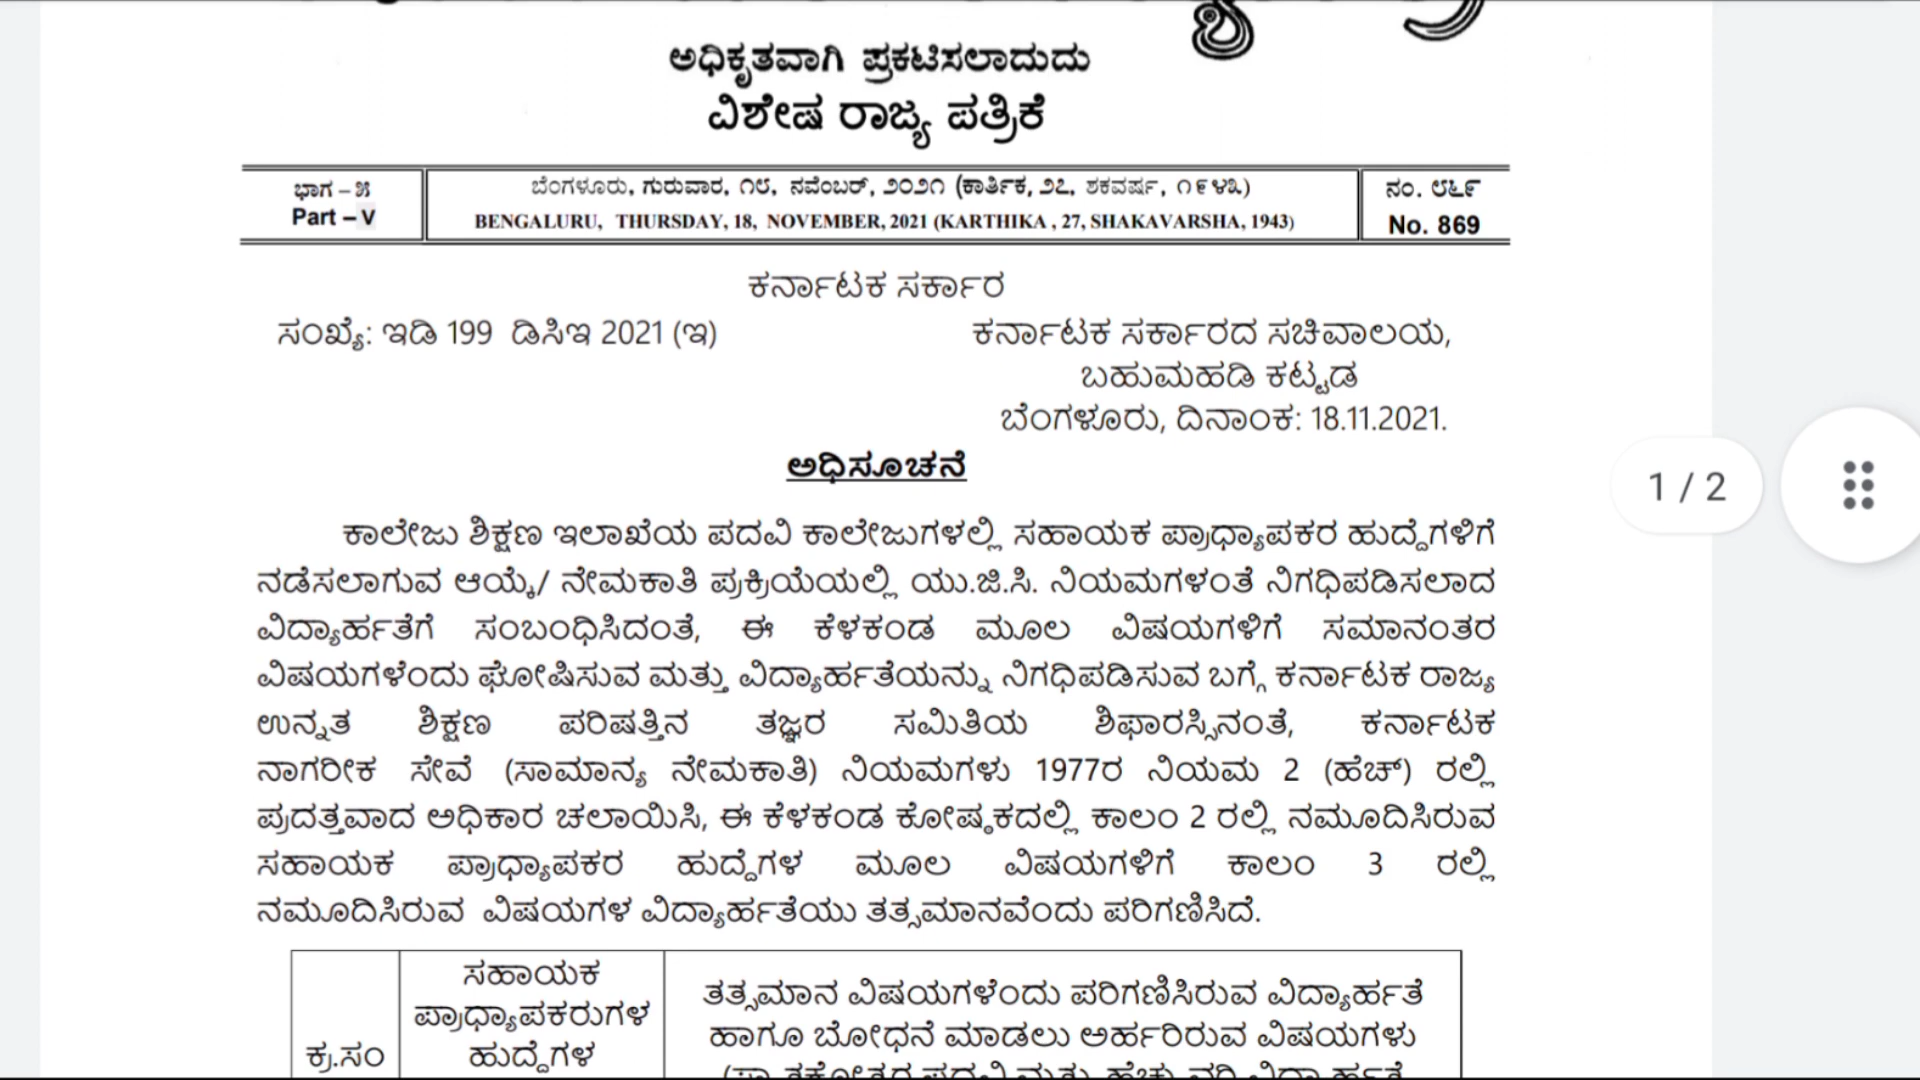 ಅಧಿಕೃತವಾಗಿ ಪ್ರಕಟಿಸಲಾದುದು
ವಿಶೇಷ ರಾಜ್ಯ ಪತ್ರಿಕೆ
ಭಾಗ – ೫
Part – V
ಬೆಂಗಳೂರು, ಗುರುವಾರ, ೧೮, ನವೆಂಬರ್, ೨೦೨೧ (ಕಾರ್ತಿಕ, ೨೭, ಶಕವರ್ಷ, ೧೯೪೩)
BENGALURU, THURSDAY, 18, NOVEMBER, 2021 (KARTHIKA , 27, SHAKAVARSHA, 1943)
ನಂ. ೮೬೯
No. 869
ಕರ್ನಾಟಕ ಸರ್ಕಾರ
ಸಂಖ್ಯೆ: ಇಡಿ 199 ಡಿಸಿಇ 2021 (ಇ)
ಕರ್ನಾಟಕ ಸರ್ಕಾರದ ಸಚಿವಾಲಯ,
ಬಹುಮಹಡಿ ಕಟ್ಟಡ
ಬೆಂಗಳೂರು, ದಿನಾಂಕ: 18.11.2021.
ಅಧಿಸೂಚನೆ
ಕಾಲೇಜು ಶಿಕ್ಷಣ ಇಲಾಖೆಯ ಪದವಿ ಕಾಲೇಜುಗಳಲ್ಲಿ ಸಹಾಯಕ ಪ್ರಾಧ್ಯಾಪಕರ ಹುದ್ದೆಗಳಿಗೆ
ನಡೆಸಲಾಗುವ ಆಯ್ಕೆ/ ನೇಮಕಾತಿ ಪ್ರಕ್ರಿಯೆಯಲ್ಲಿ ಯು.ಜಿ.ಸಿ. ನಿಯಮಗಳಂತೆ ನಿಗಧಿಪಡಿಸಲಾದ
ವಿದ್ಯಾರ್ಹತೆಗೆ ಸಂಬಂಧಿಸಿದಂತೆ, ಈ ಕೆಳಕಂಡ ಮೂಲ ವಿಷಯಗಳಿಗೆ ಸಮಾನಂತರ
ವಿಷಯಗಳೆಂದು ಘೋಷಿಸುವ ಮತ್ತು ವಿದ್ಯಾರ್ಹತೆಯನ್ನು ನಿಗಧಿಪಡಿಸುವ ಬಗ್ಗೆ ಕರ್ನಾಟಕ ರಾಜ್ಯ
ಉನ್ನತ ಶಿಕ್ಷಣ ಪರಿಷತ್ತಿನ ತಜ್ಞರ ಸಮಿತಿಯ ಶಿಫಾರಸ್ಸಿನಂತೆ, ಕರ್ನಾಟಕ
ನಾಗರೀಕ ಸೇವೆ (ಸಾಮಾನ್ಯ ನೇಮಕಾತಿ) ನಿಯಮಗಳು 1977ರ ನಿಯಮ 2 (ಹೆಚ್) ರಲ್ಲಿ
ಪ್ರದತ್ತವಾದ ಅಧಿಕಾರ ಚಲಾಯಿಸಿ, ಈ ಕೆಳಕಂಡ ಕೋಷ್ಠಕದಲ್ಲಿ ಕಾಲಂ 2 ರಲ್ಲಿ ನಮೂದಿಸಿರುವ
ಸಹಾಯಕ ಪ್ರಾಧ್ಯಾಪಕರ ಹುದ್ದೆಗಳ ಮೂಲ ವಿಷಯಗಳಿಗೆ ಕಾಲಂ 3 ರಲ್ಲಿ
ನಮೂದಿಸಿರುವ ವಿಷಯಗಳ ವಿದ್ಯಾರ್ಹತೆಯು ತತ್ಸಮಾನವೆಂದು ಪರಿಗಣಿಸಿದೆ.
ಕ್ರ.ಸಂ
ಸಹಾಯಕ
ಪ್ರಾಧ್ಯಾಪಕರುಗಳ
ಹುದ್ದೆಗಳ
ತತ್ಸಮಾನ ವಿಷಯಗಳೆಂದು ಪರಿಗಣಿಸಿರುವ ವಿದ್ಯಾರ್ಹತೆ
ಹಾಗೂ ಬೋಧನೆ ಮಾಡಲು ಅರ್ಹರಿರುವ ವಿಷಯಗಳು
1 / 2